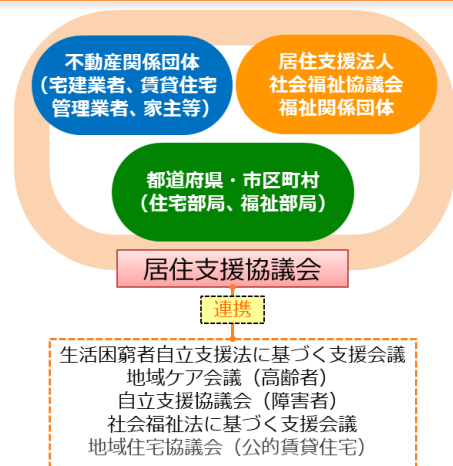 不動産関係団体
（宅建業者、賃貸住宅
管理業者、家主等）
居住支援法人
社会福祉協議会
福祉関係団体
都道府県・市区町村
（住宅部局、福祉部局）
居住支援協議会
連携
生活困窮者自立支援法に基づく支援会議
地域ケア会議（高齢者）
自立支援協議会（障害者）
社会福祉法に基づく支援会議
地域住宅協議会（公的賃貸住宅）